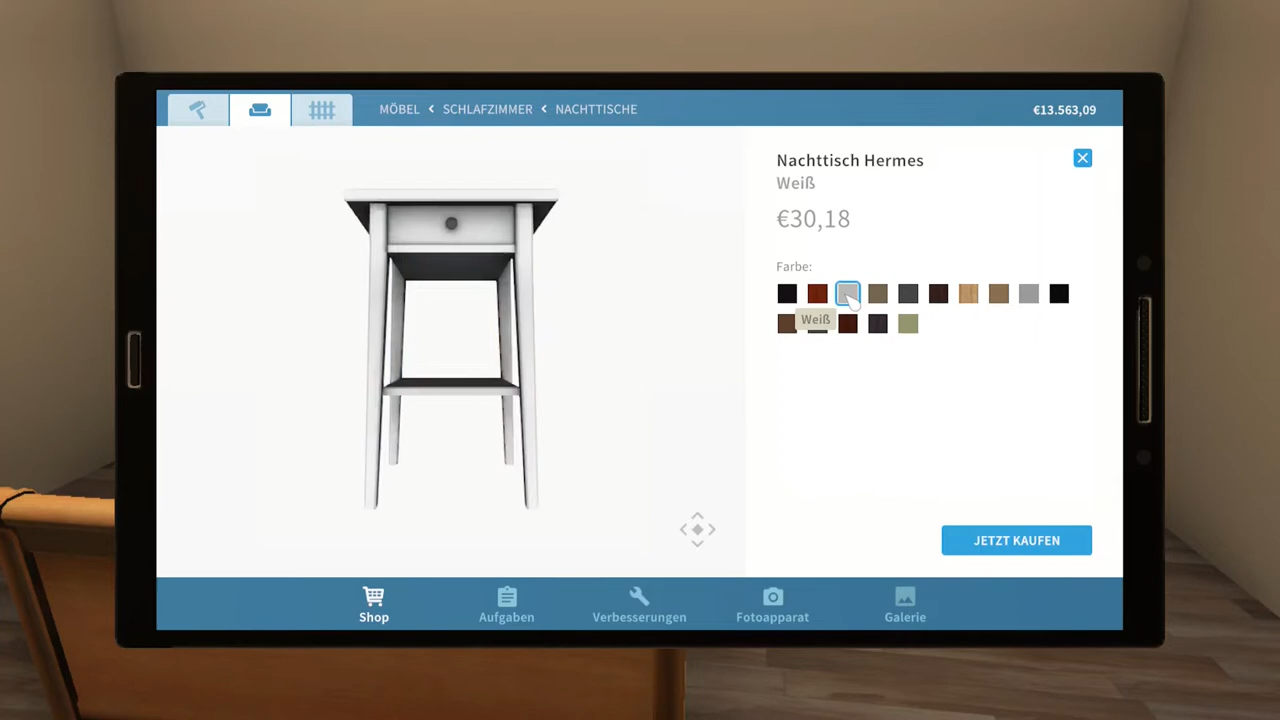 MÖBEL < SCHLAFZIMMER < NACHTTISCHE
€13.563,09
Nachttisch Hermes
Weiß
€30,18
Farbe:
Weiß
JETZT KAUFEN
Shop
Aufgaben
Verbesserungen
Fotoapparat
Galerie